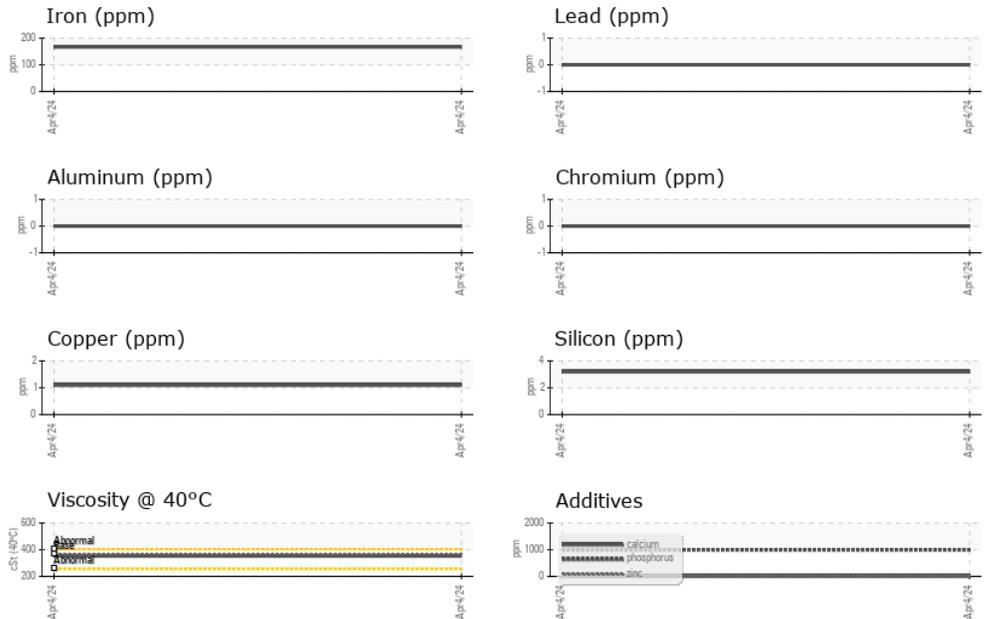 Iron (ppm)
Lead (ppm)
200
100
0
ppm
Apr4/24
Apr4/24
1
0
-1
ppm
Apr4/24
Apr4/24
Aluminum (ppm)
Chromium (ppm)
1
0
-1
ppm
Apr4/24
Apr4/24
1
0
-1
ppm
Apr4/24
Apr4/24
Copper (ppm)
Silicon (ppm)
2
1
0
ppm
Apr4/24
Apr4/24
4
2
0
ppm
Apr4/24
Apr4/24
Viscosity @ 40°C
Additives
600
400
200
cSt (40°C)
Abnormal
Base
Abnormal
Apr4/24
Apr4/24
2000
1000
0
ppm
calcium
phosphorus
zinc
Apr4/24
Apr4/24